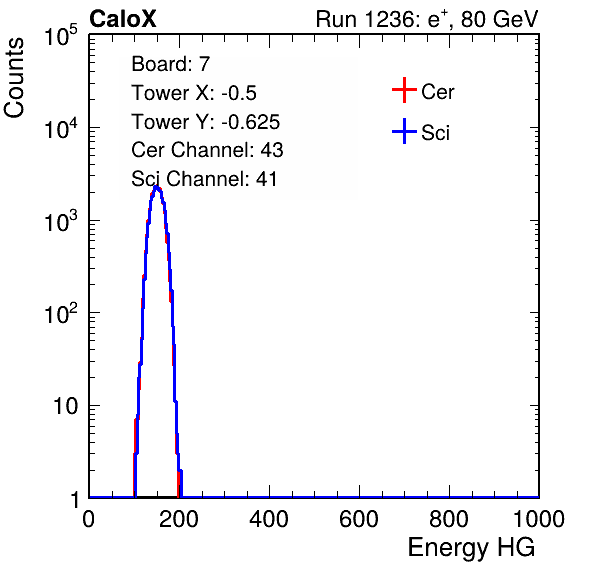 CaloX Run 1236: e⁺, 80 GeV
Counts
Board: 7
Tower X: -0.5
Tower Y: -0.625
Cer Channel: 43
Sci Channel: 41
Cer
Sci
10⁵
10⁴
10³
10²
10
1
0 200 400 600 800 1000
Energy HG